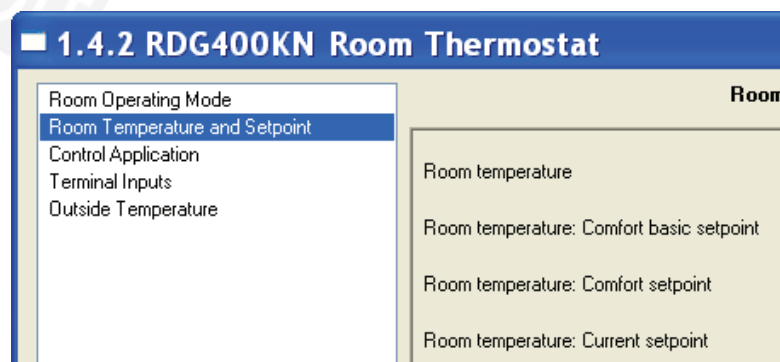 1.4.2 RDG400KN Room Thermostat
Room Operating Mode
Room Temperature and Setpoint
Control Application
Terminal Inputs
Outside Temperature
Room
Room temperature
Room temperature: Comfort basic setpoint
Room temperature: Comfort setpoint
Room temperature: Current setpoint